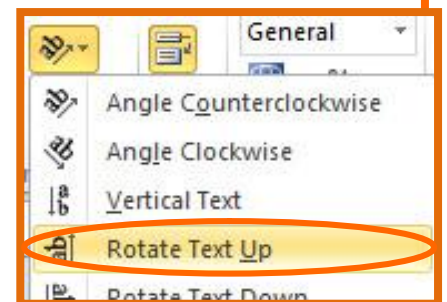 General
Angle Counterclockwise
Angle Clockwise
Vertical Text
Rotate Text Up
Rotate Text Down